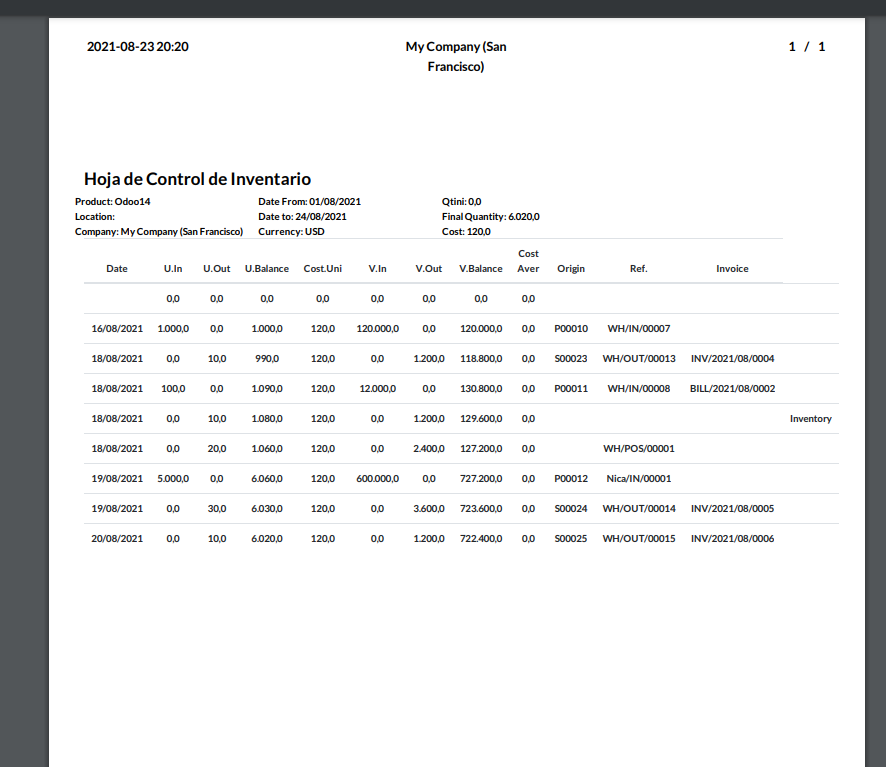 2021-08-23 20:20 My Company (San 1 / 1
Francisco)
Hoja de Control de Inventario
Product: Odoo14 Date From: 01/08/2021 Qtini: 0,0
Location: Date to: 24/08/2021 Final Quantity: 6.020,0
Company: My Company (San Francisco) Currency: USD Cost: 120,0
Cost
Date U.In U.Out U.Balance Cost.Uni V.In V.Out V.Balance Aver Origin Ref. Invoice
0,0 0,0 0,0 0,0 0,0 0,0 0,0 0,0
16/08/2021 1.000,0 0,0 1.000,0 120,0 120.000,0 0,0 120.000,0 0,0 P00010 WH/IN/00007
18/08/2021 0,0 10,0 990,0 120,0 0,0 1.200,0 118.800,0 0,0 S00023 WH/OUT/00013 INV/2021/08/0004
18/08/2021 100,0 0,0 1.090,0 120,0 12.000,0 0,0 130.800,0 0,0 P00011 WH/IN/00008 BILL/2021/08/0002
18/08/2021 0,0 10,0 1.080,0 120,0 0,0 1.200,0 129.600,0 0,0 Inventory
18/08/2021 0,0 20,0 1.060,0 120,0 0,0 2.400,0 127.200,0 0,0 WH/POS/00001
19/08/2021 5.000,0 0,0 6.060,0 120,0 600.000,0 0,0 727.200,0 0,0 P00012 Nica/IN/00001
19/08/2021 0,0 30,0 6.030,0 120,0 0,0 3.600,0 723.600,0 0,0 S00024 WH/OUT/00014 INV/2021/08/0005
20/08/2021 0,0 10,0 6.020,0 120,0 0,0 1.200,0 722.400,0 0,0 S00025 WH/OUT/00015 INV/2021/08/0006